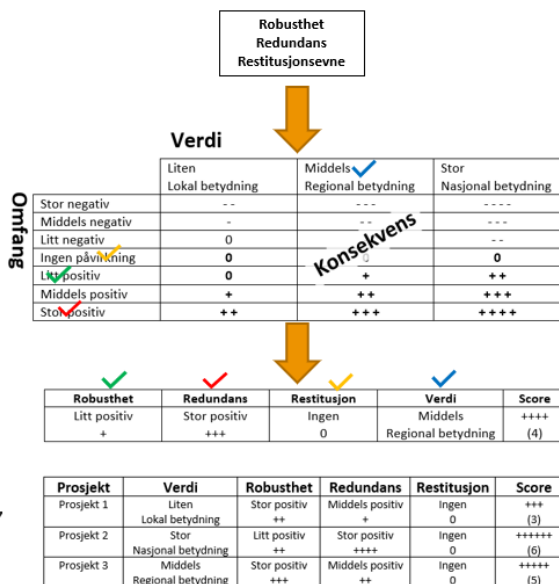 Robusthet
Redundans
Restitusjonsevne
Verdi
Liten Middels Stor
Lokal betydning Regional betydning Nasjonal betydning
Omfang
Stor negativ -- --- ----
Middels negativ - -- ---
Litt negativ 0 --
Ingen påvirkning 0 0 0
Litt positiv 0 + ++
Middels positiv + ++ +++
Stor positiv ++ +++ ++++
Konsekvens
Robusthet Redundans Restitusjon Verdi Score
Litt positiv Stor positiv Ingen Middels ++++
+ +++ 0 Regional betydning (4)
Prosjekt Verdi Robusthet Redundans Restitusjon Score
Prosjekt 1 Liten Stor positiv Middels positiv Ingen +++
Lokal betydning ++ + 0 (3)
Prosjekt 2 Stor Litt positiv Stor positiv Ingen ++++++
Nasjonal betydning ++ ++++ 0 (6)
Prosjekt 3 Middels Stor positiv Middels positiv Ingen +++++
Regional betydning +++ ++ 0 (5)